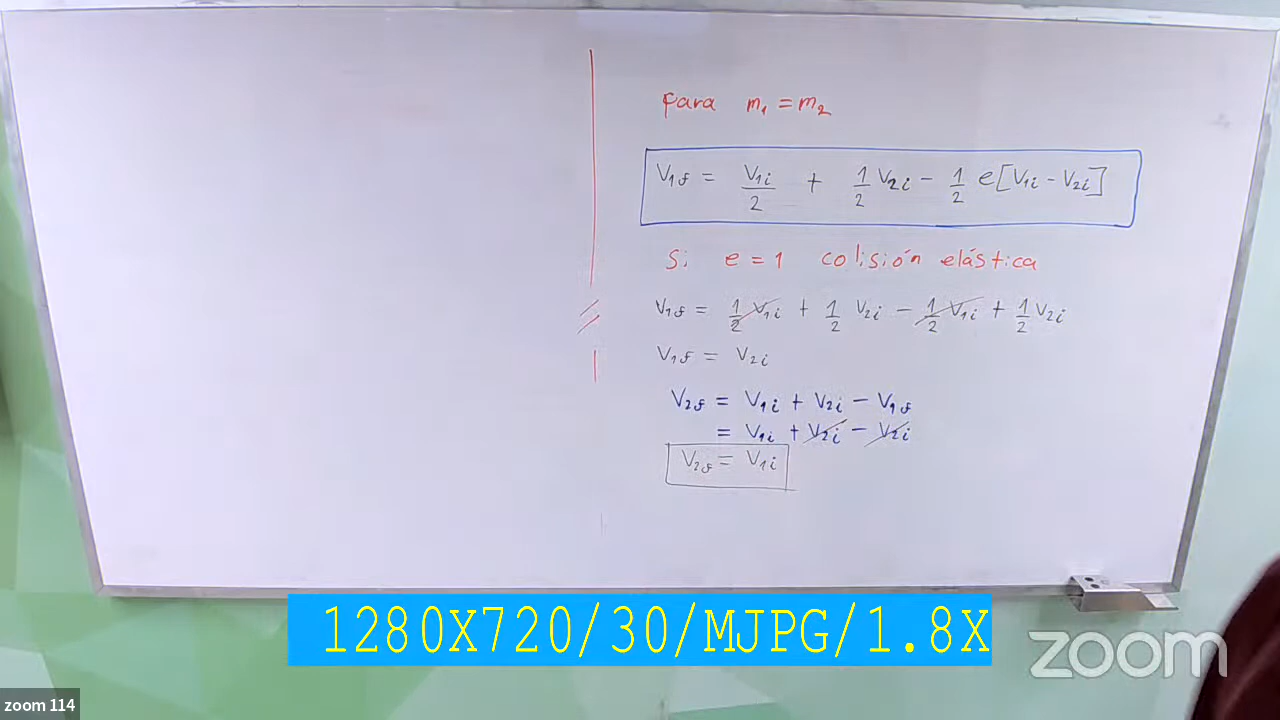 para m₁ = m₂
V₁f = V₁i/2 + 1/2 V₂i - 1/2 e[V₁i - V₂i]
Si e = 1 colisión elástica
V₁f = 1/2 V₁i + 1/2 V₂i - 1/2 V₁i + 1/2 V₂i
V₁f = V₂i
V₂f = V₁i + V₂i - V₁f
= V₁i + V₂i - V₂i
V₂f = V₁i
1280X720/30/MJPG/1.8X
zoom
zoom 114